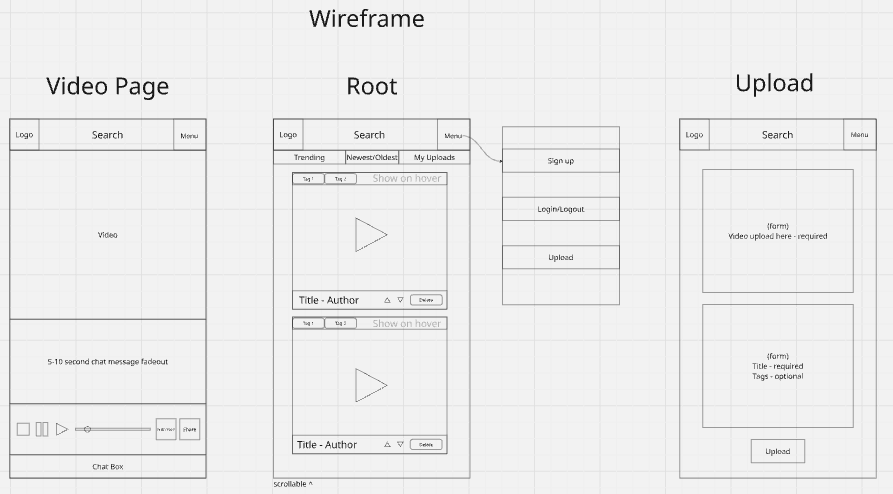 Wireframe
Video Page
Root
Upload
Logo
Search
Menu
Video
5-10 second chat message fadeout
Share
Chat Box
Logo
Search
Menu
Trending
Newest/Oldest
My Uploads
Tag 1
Tag 2
Show on hover
Title - Author
Delete
Tag 1
Tag 2
Show on hover
Title - Author
Delete
scrollable ^
Sign up
Login/Logout
Upload
Logo
Search
Menu
(form)
Video upload here - required
(form)
Title - required
Tags - optional
Upload